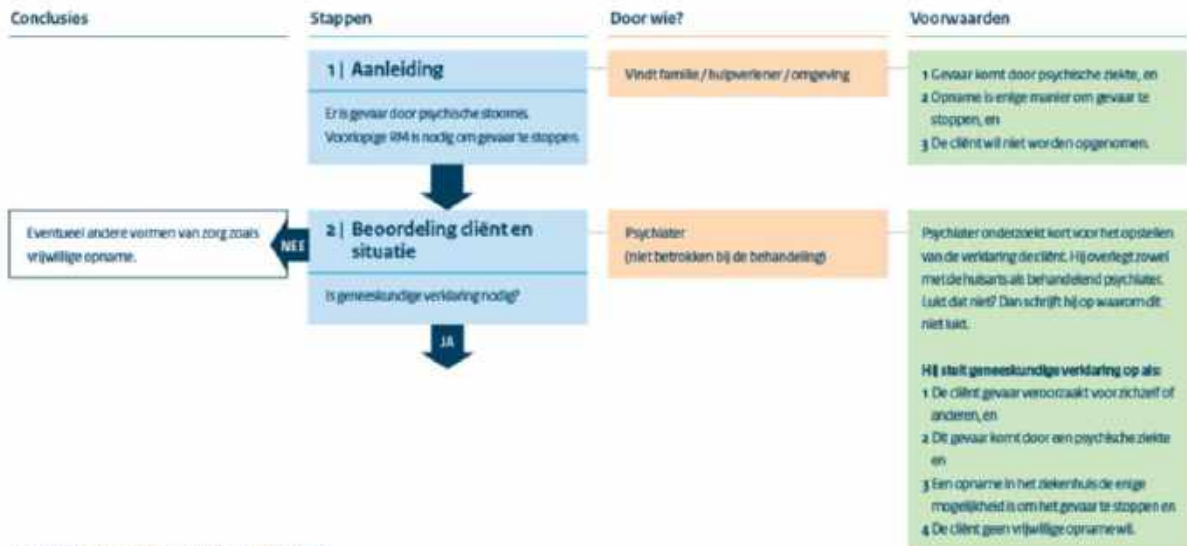 Conclusies
Stappen
Door wie?
Voorwaarden
1 | Aanleiding
Er is gevaar door psychische stoornis.
Voorlopige RM is nodig om gevaar te stoppen.
Vindt familie / hulpverlener / omgeving
1 Gevaar komt door psychische ziekte, en
2 Opname is enige manier om gevaar te
stoppen, en
3 De cliënt wil niet worden opgenomen.
Eventueel andere vormen van zorg zoals
vrijwillige opname.
NEE
2 | Beoordeling cliënt en
situatie
Is geneeskundige verklaring nodig?
JA
Psychiater
(niet betrokken bij de behandeling)
Psychiater onderzoekt kort voor het opstellen
van de verklaring de cliënt. Hij overlegt zowel
met de huisarts als behandelend psychiater.
Lukt dat niet? Dan schrijft hij op waarom dit
niet lukt.
Hij stelt geneeskundige verklaring op als:
1 De cliënt gevaar veroorzaakt voor zichzelf of
anderen, en
2 Dit gevaar komt door een psychische ziekte
en
3 Een opname in het ziekenhuis de enige
mogelijkheid is om het gevaar te stoppen en
4 De cliënt geen vrijwillige opname wil.